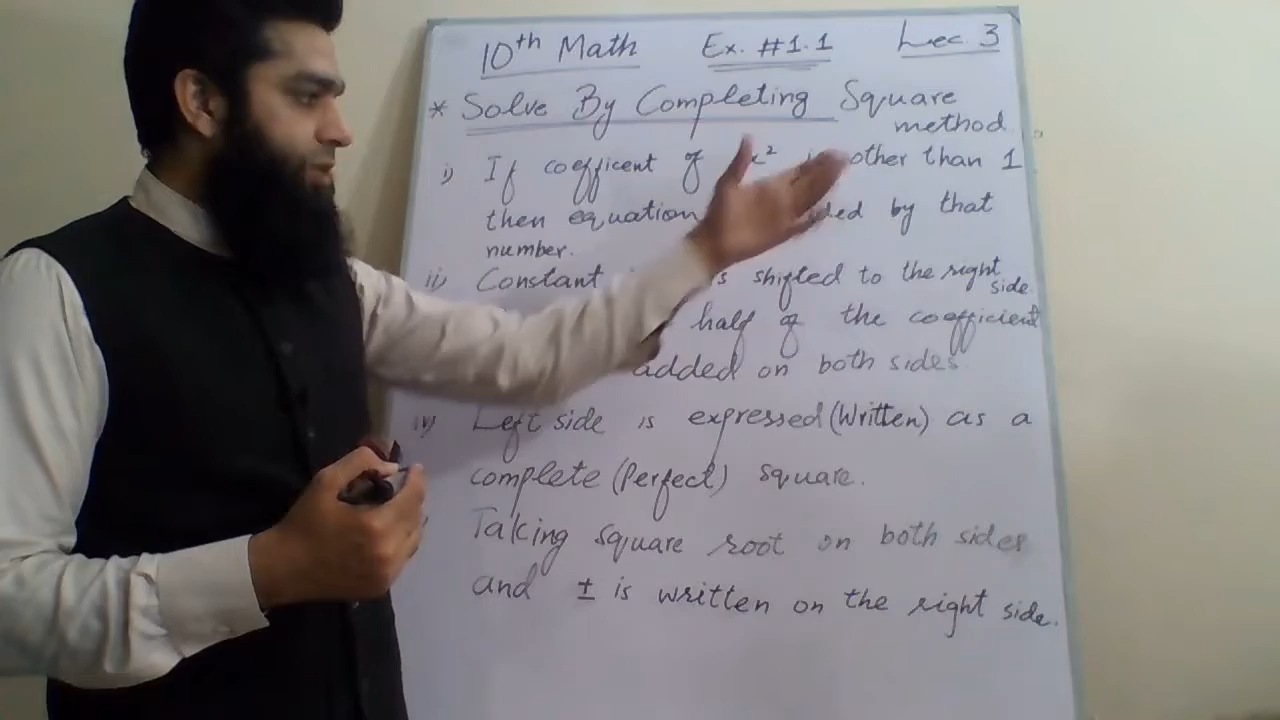 10th Math Ex. #1.1 Lec. 3
* Solve By Completing Square
method
i) If coefficent of x² other than 1
then equation by that
number.
ii) Constant shifted to the right
side
half of the coefficient
added on both sides
iv) Left side is expressed (Written) as a
complete (Perfect) square.
Taking square root on both sides
and ± is written on the right side.